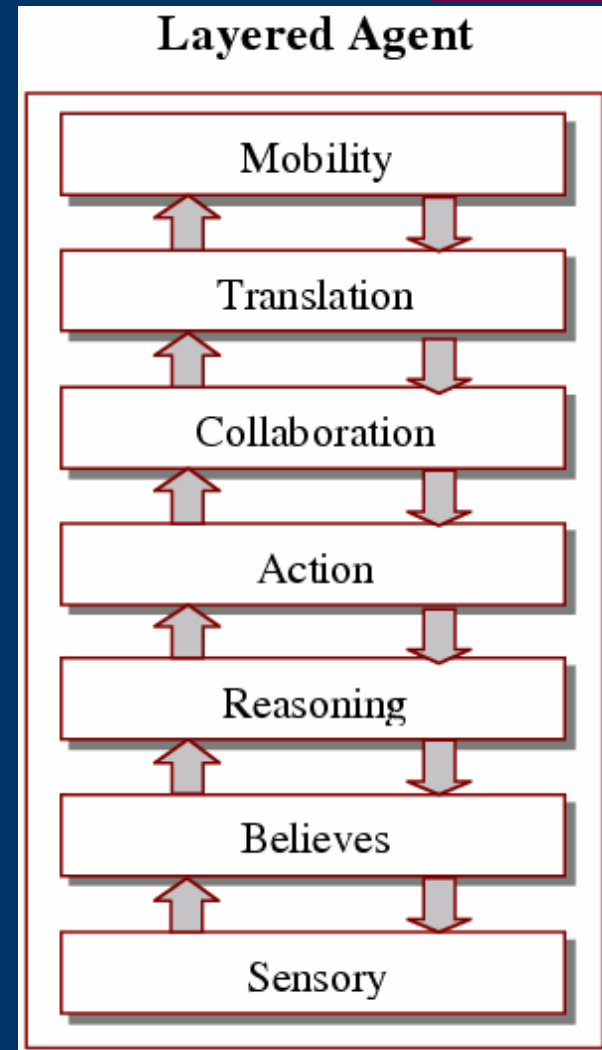 Layered Agent
Mobility
Translation
Collaboration
Action
Reasoning
Believes
Sensory